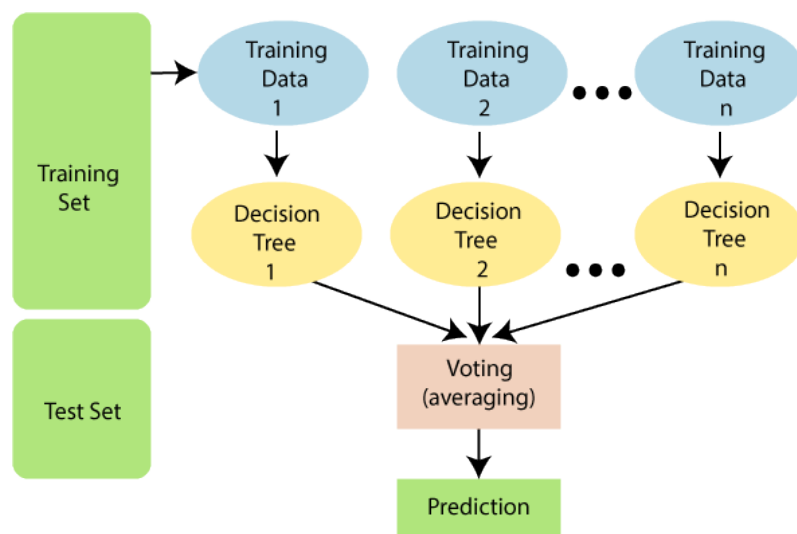 Training
Data
1
Training
Data
2
Training
Data
n
Training
Set
Decision
Tree
1
Decision
Tree
2
Decision
Tree
n
Test Set
Voting
(averaging)
Prediction